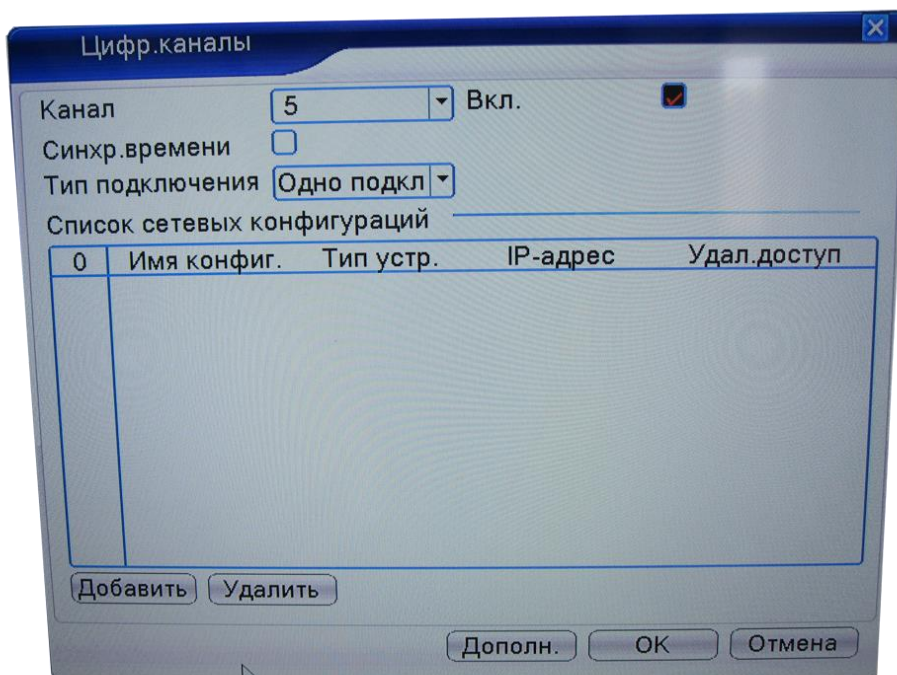 Цифр.каналы
Канал 5 Вкл.
Синхр.времени
Тип подключения Одно подкл
Список сетевых конфигураций
0 Имя конфиг. Тип устр. IP-адрес Удал.доступ
Добавить Удалить
Дополн. OK Отмена